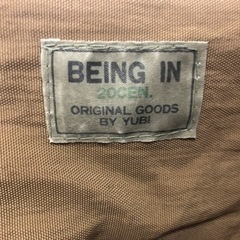 BEING IN
20CEN.
ORIGINAL GOODS
BY YUBI